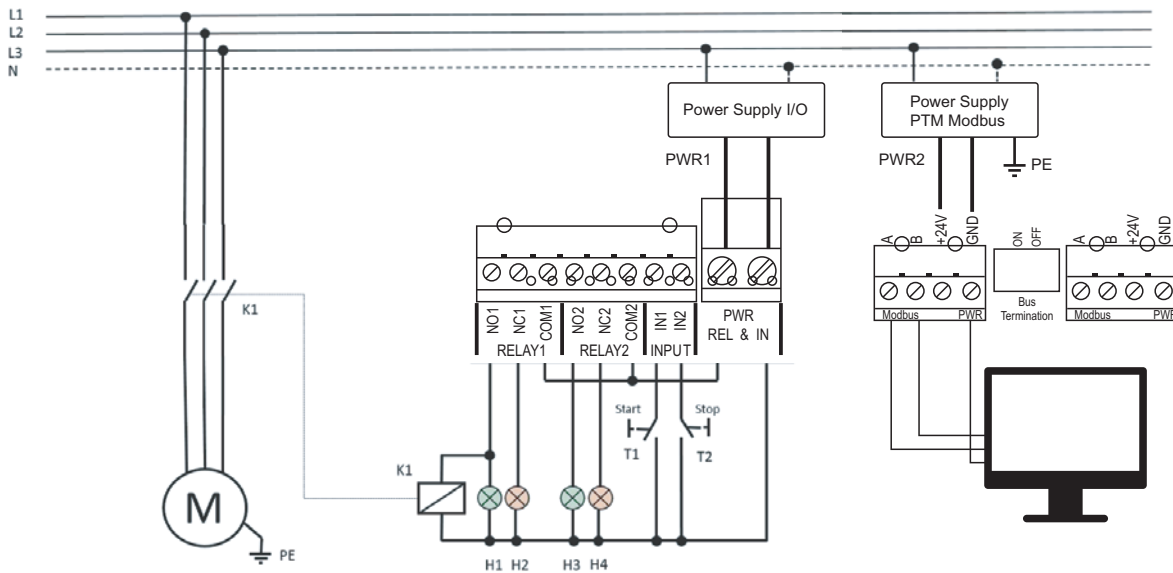 L1
L2
L3
N
Power Supply I/O
Power Supply
PTM Modbus
PWR1
PWR2
PE
A
B
+24V
GND
ON
OFF
A
B
+24V
GND
K1
Modbus
PWR
Bus
Termination
Modbus
PWR
NO1
NC1
COM1
NO2
NC2
COM2
IN1
IN2
PWR
REL & IN
RELAY1
RELAY2
INPUT
Start
Stop
T1
T2
K1
M
PE
H1
H2
H3
H4